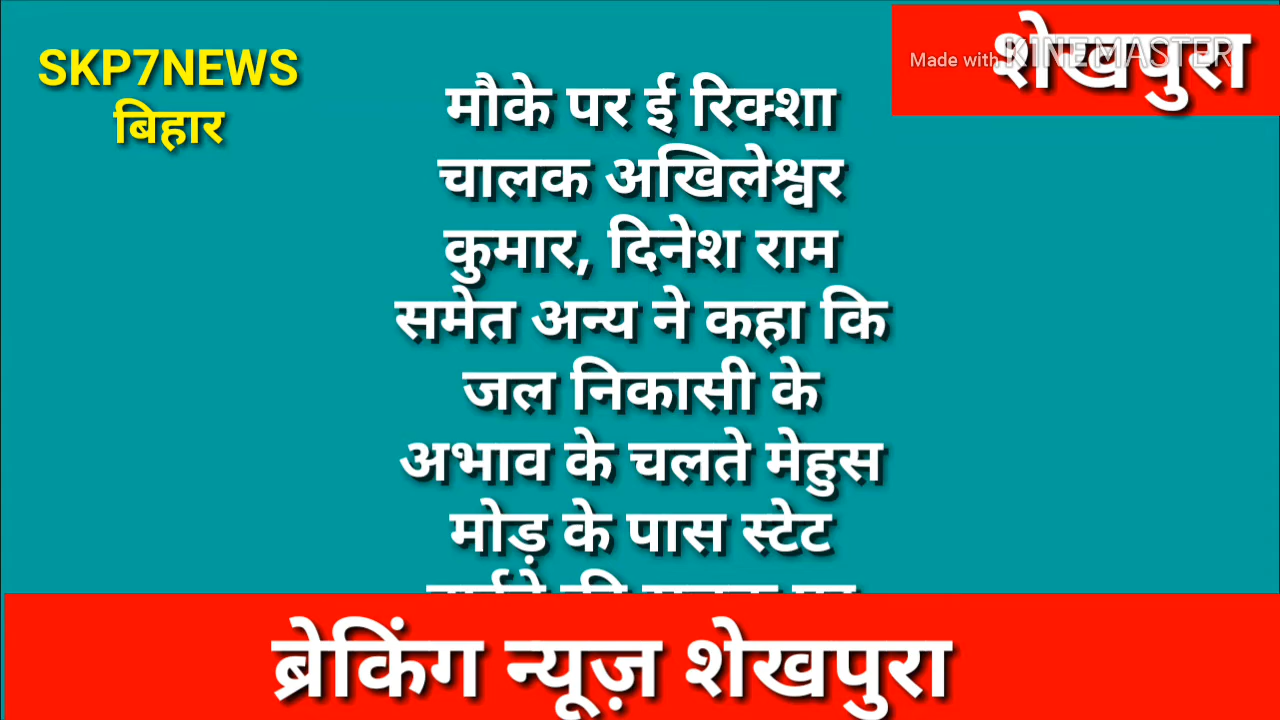 SKP7NEWS
बिहार
शेखपुरा
Made with KINEMASTER
मौके पर ई रिक्शा
चालक अखिलेश्वर
कुमार, दिनेश राम
समेत अन्य ने कहा कि
जल निकासी के
अभाव के चलते मेहुस
मोड़ के पास स्टेट
ब्रेकिंग न्यूज़ शेखपुरा